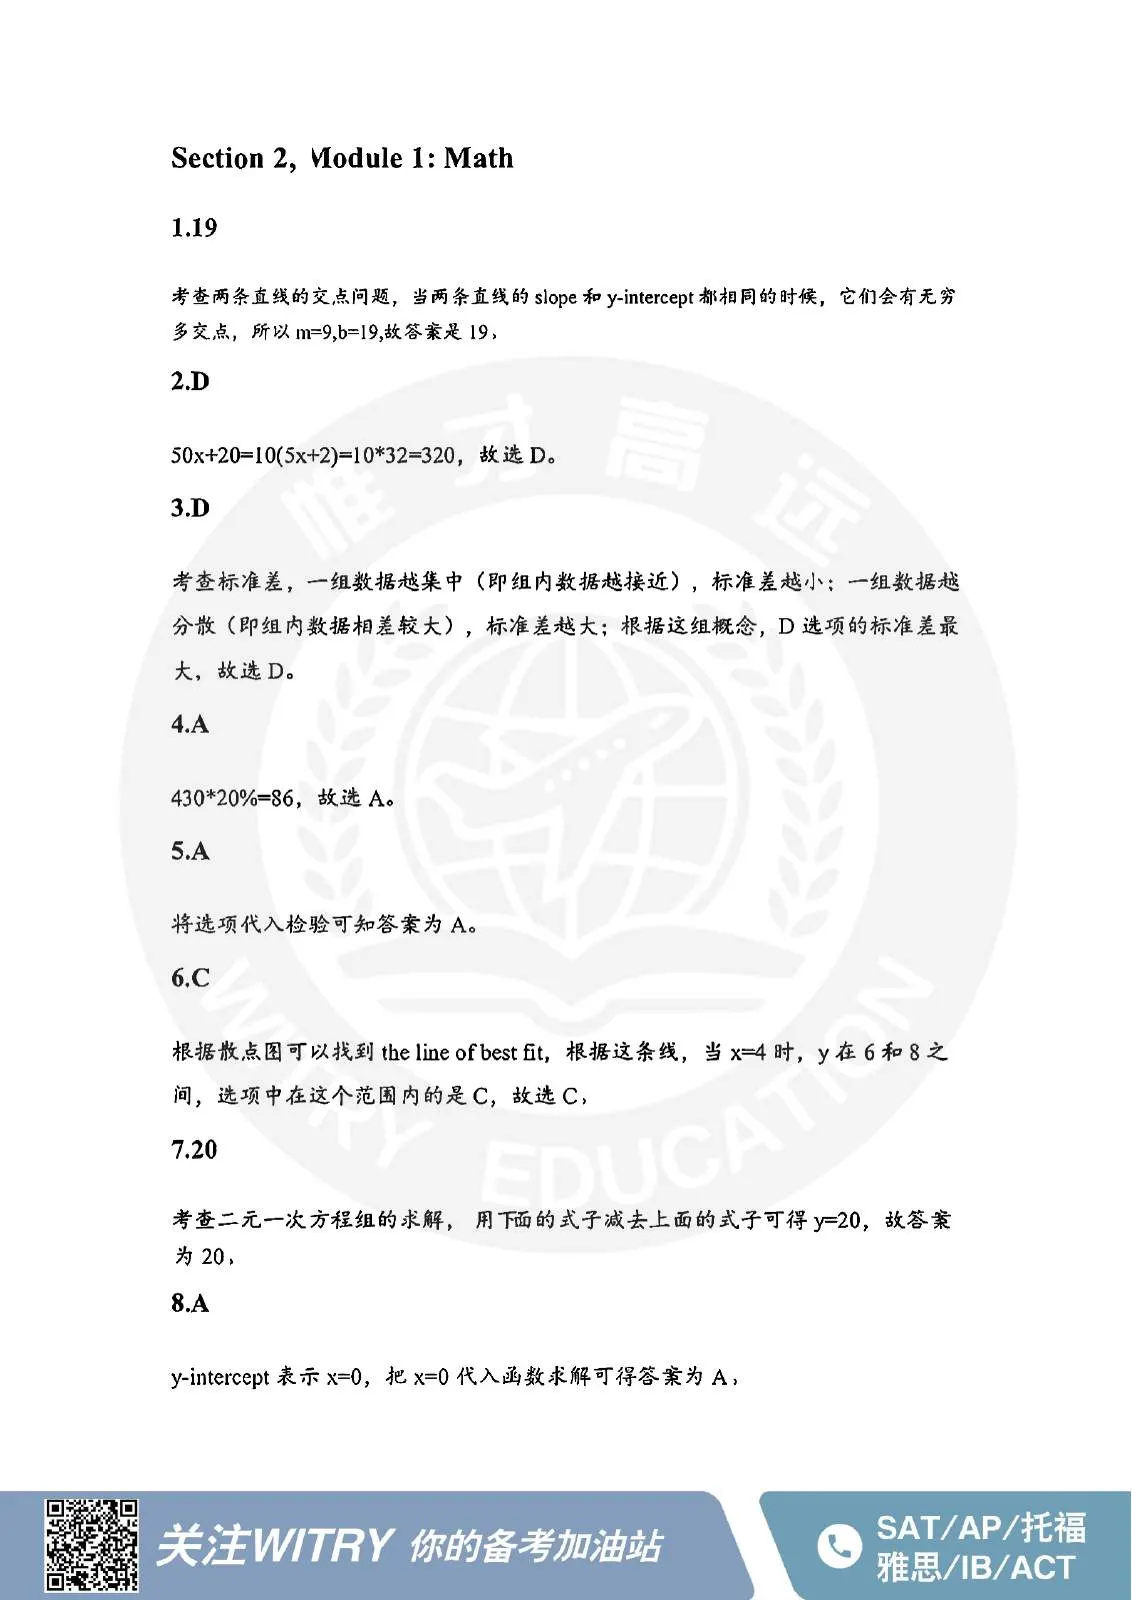 Section 2, Module 1: Math
1.19
考查两条直线的交点问题，当两条直线的 slope 和 y-intercept 都相同的时候，它们会有无穷
多交点，所以 m=9,b=19,故答案是 19，
2.D
50x+20=10(5x+2)=10*32=320，故选 D。
3.D
考查标准差，一组数据越集中（即组内数据越接近），标准差越小；一组数据越
分散（即组内数据相差较大），标准差越大；根据这组概念，D 选项的标准差最
大，故选 D。
4.A
430*20%=86，故选 A。
5.A
将选项代入检验可知答案为 A。
6.C
根据散点图可以找到 the line of best fit，根据这条线，当 x=4 时，y 在 6 和 8 之
间，选项中在这个范围内的是 C，故选 C，
7.20
考查二元一次方程组的求解， 用下面的式子减去上面的式子可得 y=20，故答案
为 20，
8.A
y-intercept 表示 x=0，把 x=0 代入函数求解可得答案为 A，
惟才高远
WITRY EDUCATION
关注WITRY 你的备考加油站
SAT/AP/托福
雅思/IB/ACT